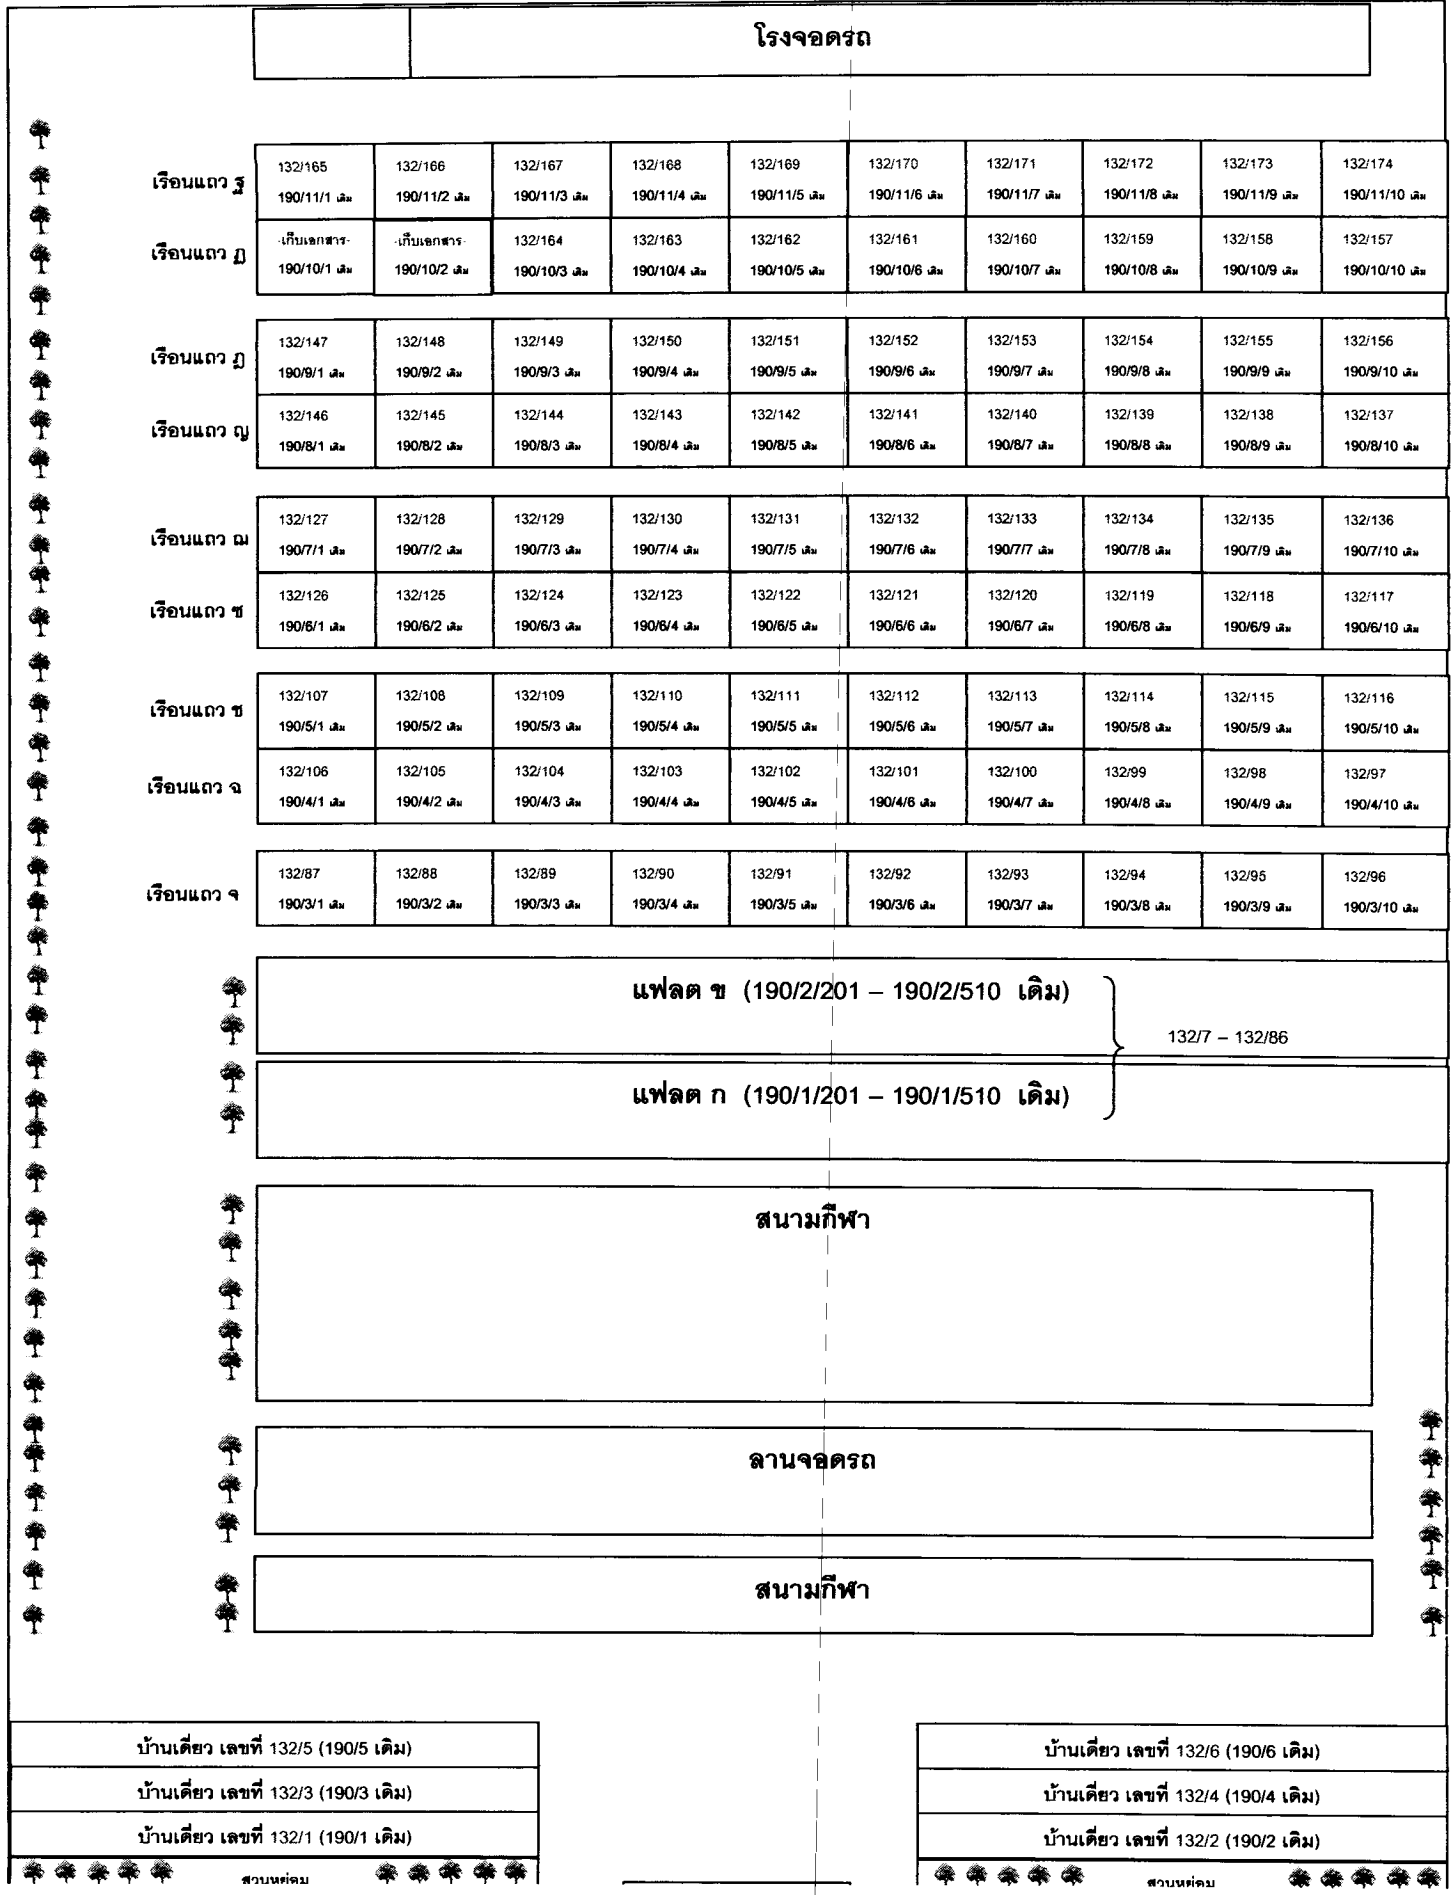 โรงจอดรถ
132/165 132/166 132/167 132/168 132/169 132/170 132/171 132/172 132/173 132/174
เรือนแถว ฐ
190/11/1 เดิม 190/11/2 เดิม 190/11/3 เดิม 190/11/4 เดิม 190/11/5 เดิม 190/11/6 เดิม 190/11/7 เดิม 190/11/8 เดิม 190/11/9 เดิม 190/11/10 เดิม
-เก็บเอกสาร- -เก็บเอกสาร- 132/164 132/163 132/162 132/161 132/160 132/159 132/158 132/157
เรือนแถว ฏ
190/10/1 เดิม 190/10/2 เดิม 190/10/3 เดิม 190/10/4 เดิม 190/10/5 เดิม 190/10/6 เดิม 190/10/7 เดิม 190/10/8 เดิม 190/10/9 เดิม 190/10/10 เดิม
132/147 132/148 132/149 132/150 132/151 132/152 132/153 132/154 132/155 132/156
เรือนแถว ฎ
190/9/1 เดิม 190/9/2 เดิม 190/9/3 เดิม 190/9/4 เดิม 190/9/5 เดิม 190/9/6 เดิม 190/9/7 เดิม 190/9/8 เดิม 190/9/9 เดิม 190/9/10 เดิม
132/146 132/145 132/144 132/143 132/142 132/141 132/140 132/139 132/138 132/137
เรือนแถว ญ
190/8/1 เดิม 190/8/2 เดิม 190/8/3 เดิม 190/8/4 เดิม 190/8/5 เดิม 190/8/6 เดิม 190/8/7 เดิม 190/8/8 เดิม 190/8/9 เดิม 190/8/10 เดิม
132/127 132/128 132/129 132/130 132/131 132/132 132/133 132/134 132/135 132/136
เรือนแถว ฌ
190/7/1 เดิม 190/7/2 เดิม 190/7/3 เดิม 190/7/4 เดิม 190/7/5 เดิม 190/7/6 เดิม 190/7/7 เดิม 190/7/8 เดิม 190/7/9 เดิม 190/7/10 เดิม
132/126 132/125 132/124 132/123 132/122 132/121 132/120 132/119 132/118 132/117
เรือนแถว ซ
190/6/1 เดิม 190/6/2 เดิม 190/6/3 เดิม 190/6/4 เดิม 190/6/5 เดิม 190/6/6 เดิม 190/6/7 เดิม 190/6/8 เดิม 190/6/9 เดิม 190/6/10 เดิม
132/107 132/108 132/109 132/110 132/111 132/112 132/113 132/114 132/115 132/116
เรือนแถว ช
190/5/1 เดิม 190/5/2 เดิม 190/5/3 เดิม 190/5/4 เดิม 190/5/5 เดิม 190/5/6 เดิม 190/5/7 เดิม 190/5/8 เดิม 190/5/9 เดิม 190/5/10 เดิม
132/106 132/105 132/104 132/103 132/102 132/101 132/100 132/99 132/98 132/97
เรือนแถว ฉ
190/4/1 เดิม 190/4/2 เดิม 190/4/3 เดิม 190/4/4 เดิม 190/4/5 เดิม 190/4/6 เดิม 190/4/7 เดิม 190/4/8 เดิม 190/4/9 เดิม 190/4/10 เดิม
132/87 132/88 132/89 132/90 132/91 132/92 132/93 132/94 132/95 132/96
เรือนแถว จ
190/3/1 เดิม 190/3/2 เดิม 190/3/3 เดิม 190/3/4 เดิม 190/3/5 เดิม 190/3/6 เดิม 190/3/7 เดิม 190/3/8 เดิม 190/3/9 เดิม 190/3/10 เดิม
แฟลต ข (190/2/201 – 190/2/510 เดิม)
132/7 – 132/86
แฟลต ก (190/1/201 – 190/1/510 เดิม)
สนามกีฬา
ลานจอดรถ
สนามกีฬา
บ้านเดี่ยว เลขที่ 132/5 (190/5 เดิม) บ้านเดี่ยว เลขที่ 132/6 (190/6 เดิม)
บ้านเดี่ยว เลขที่ 132/3 (190/3 เดิม) บ้านเดี่ยว เลขที่ 132/4 (190/4 เดิม)
บ้านเดี่ยว เลขที่ 132/1 (190/1 เดิม) บ้านเดี่ยว เลขที่ 132/2 (190/2 เดิม)
สวนหย่อม สวนหย่อม